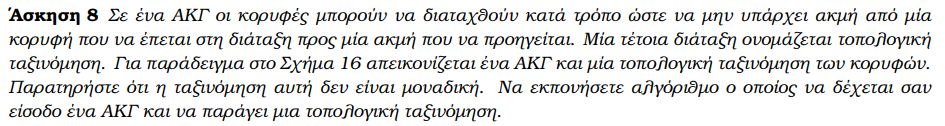 Άσκηση 8 Σε ένα ΑΚΓ οι κορυφές μπορούν να διαταχθούν κατά τρόπο ώστε να μην υπάρχει ακμή από μία
κορυφή που να έπεται στη διάταξη προς μία ακμή που να προηγείται. Μία τέτοια διάταξη ονομάζεται τοπολογική
ταξινόμηση. Για παράδειγμα στο Σχήμα 16 απεικονίζεται ένα ΑΚΓ και μία τοπολογική ταξινόμηση των κορυφών.
Παρατηρήστε ότι η ταξινόμηση αυτή δεν είναι μοναδική. Να εκπονήσετε αλγόριθμο ο οποίος να δέχεται σαν
είσοδο ένα ΑΚΓ και να παράγει μια τοπολογική ταξινόμηση.